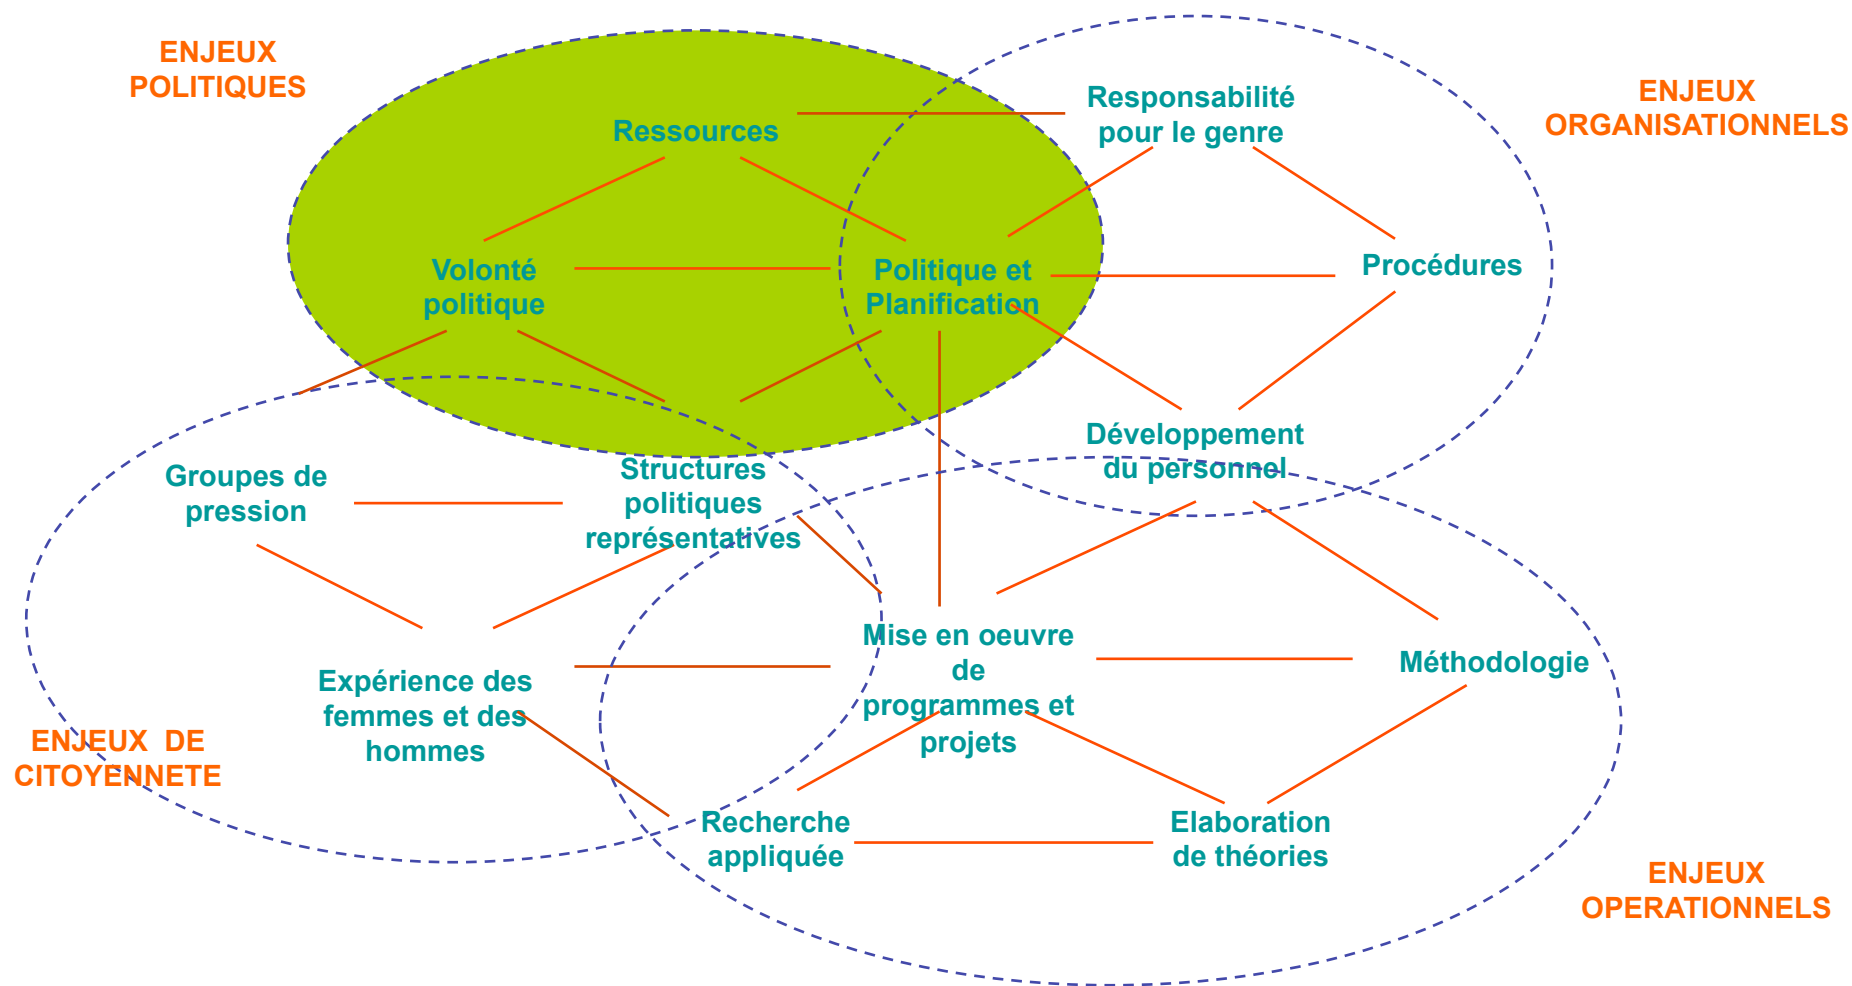 ENJEUX
POLITIQUES
ENJEUX
ORGANISATIONNELS
Responsabilité
pour le genre
Ressources
Volonté
politique
Politique et
Planification
Procédures
Développement
du personnel
Groupes de
pression
Structures
politiques
représentatives
Mise en oeuvre
de
programmes et
projets
Méthodologie
Expérience des
femmes et des
hommes
ENJEUX DE
CITOYENNETE
Recherche
appliquée
Elaboration
de théories
ENJEUX
OPERATIONNELS